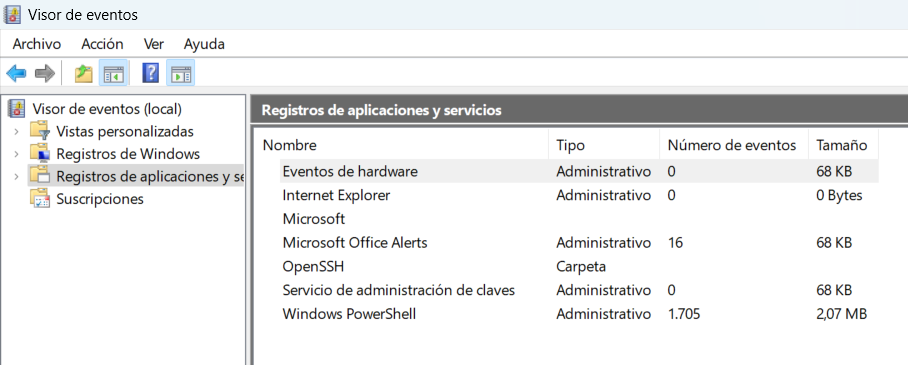 Visor de eventos
Archivo Acción Ver Ayuda
Visor de eventos (local)
Vistas personalizadas
Registros de Windows
Registros de aplicaciones y se
Suscripciones
Registros de aplicaciones y servicios
Nombre Tipo Número de eventos Tamaño
Eventos de hardware Administrativo 0 68 KB
Internet Explorer Administrativo 0 0 Bytes
Microsoft
Microsoft Office Alerts Administrativo 16 68 KB
OpenSSH Carpeta
Servicio de administración de claves Administrativo 0 68 KB
Windows PowerShell Administrativo 1.705 2,07 MB